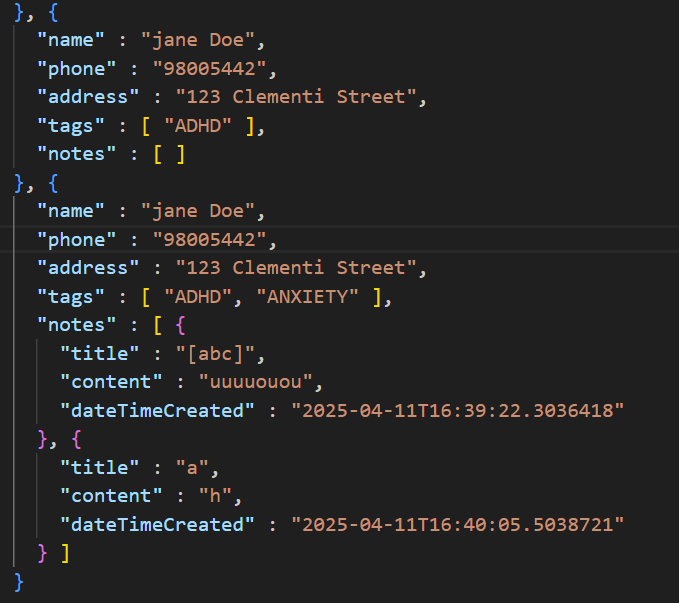 }, {
"name" : "jane Doe",
"phone" : "98005442",
"address" : "123 Clementi Street",
"tags" : [ "ADHD" ],
"notes" : [ ]
}, {
"name" : "jane Doe",
"phone" : "98005442",
"address" : "123 Clementi Street",
"tags" : [ "ADHD", "ANXIETY" ],
"notes" : [ {
"title" : "[abc]",
"content" : "uuuuouou",
"dateTimeCreated" : "2025-04-11T16:39:22.3036418"
}, {
"title" : "a",
"content" : "h",
"dateTimeCreated" : "2025-04-11T16:40:05.5038721"
} ]
}